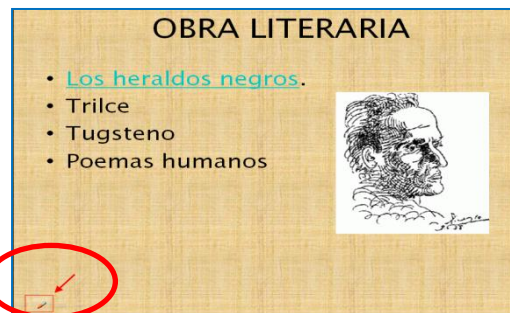 OBRA LITERARIA
• Los heraldos negros.
• Trilce
• Tugsteno
• Poemas humanos